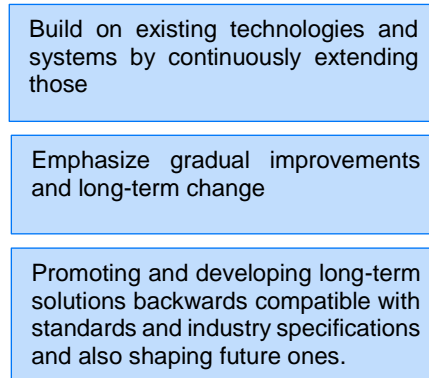 Build on existing technologies and
systems by continuously extending
those
Emphasize gradual improvements
and long-term change
Promoting and developing long-term
solutions backwards compatible with
standards and industry specifications
and also shaping future ones.